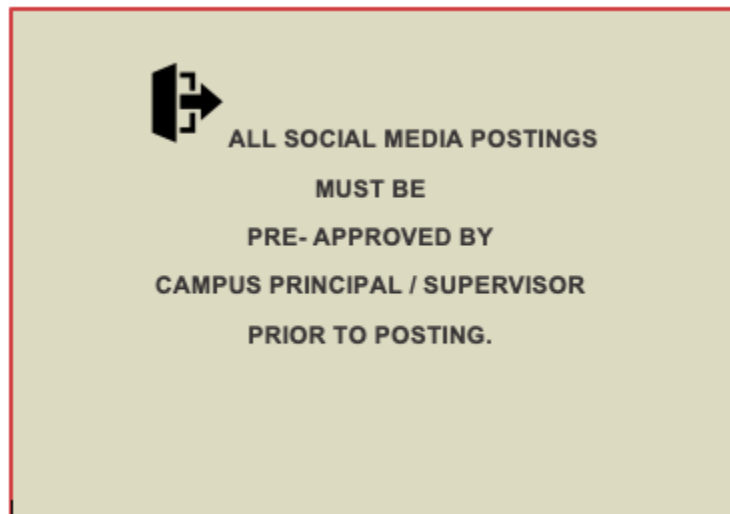 ALL SOCIAL MEDIA POSTINGS
MUST BE
PRE- APPROVED BY
CAMPUS PRINCIPAL / SUPERVISOR
PRIOR TO POSTING.